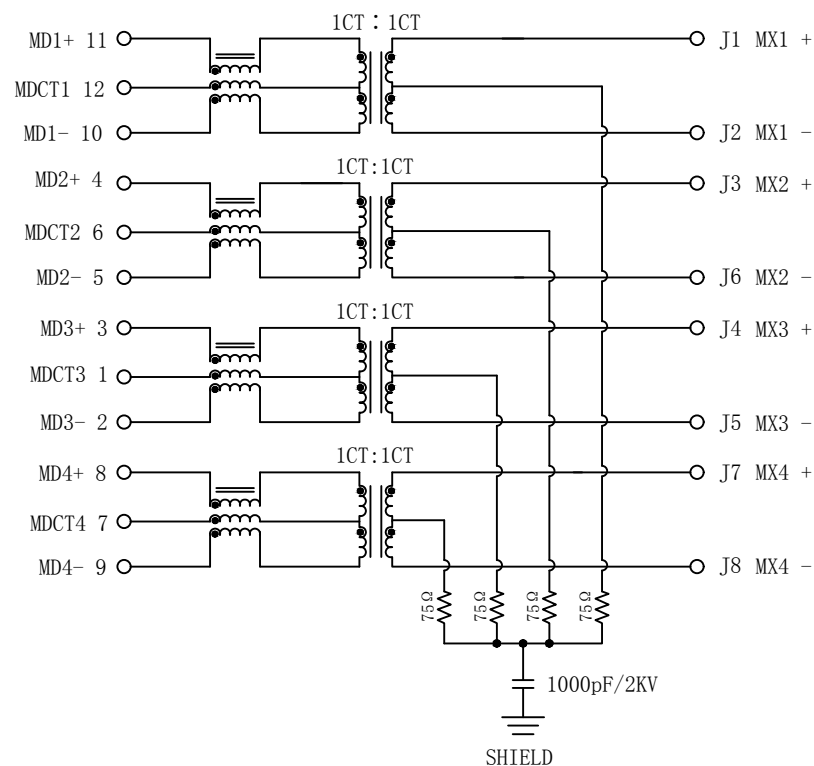 1CT : 1CT
MD1+ 11
J1 MX1 +
MDCT1 12
MD1- 10
J2 MX1 -
1CT:1CT
MD2+ 4
J3 MX2 +
MDCT2 6
MD2- 5
J6 MX2 -
1CT:1CT
MD3+ 3
J4 MX3 +
MDCT3 1
MD3- 2
J5 MX3 -
1CT:1CT
MD4+ 8
J7 MX4 +
MDCT4 7
MD4- 9
J8 MX4 -
75Ω
75Ω
75Ω
75Ω
1000pF/2KV
SHIELD